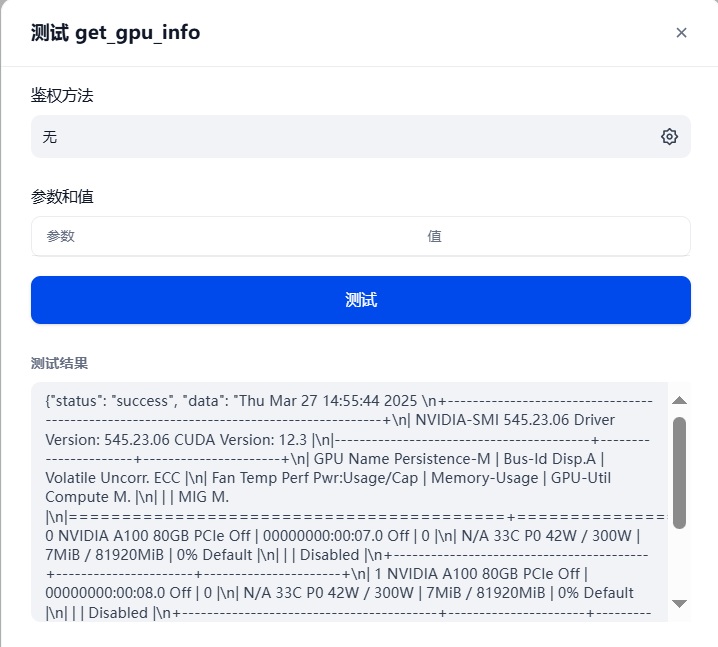 测试 get_gpu_info
鉴权方法
无
参数和值
参数 值
测试
测试结果
{"status": "success", "data": "Thu Mar 27 14:55:44 2025 \n+---------------------------------
-------------------------------------------------------+\n| NVIDIA-SMI 545.23.06 Driver
Version: 545.23.06 CUDA Version: 12.3 |\n|-----------------------------------------+--------
--------------+----------------------+\n| GPU Name Persistence-M | Bus-Id Disp.A |
Volatile Uncorr. ECC |\n| Fan Temp Perf Pwr:Usage/Cap | Memory-Usage | GPU-Util
Compute M. |\n| | | MIG M.
|\n|=========================================+===============
0 NVIDIA A100 80GB PCIe Off | 00000000:00:07.0 Off | 0 |\n| N/A 33C P0 42W / 300W |
7MiB / 81920MiB | 0% Default |\n| | | Disabled |\n+-----------------------------------------
+----------------------+----------------------+\n| 1 NVIDIA A100 80GB PCIe Off |
00000000:00:08.0 Off | 0 |\n| N/A 33C P0 42W / 300W | 7MiB / 81920MiB | 0% Default
|\n| | | Disabled |\n+-----------------------------------------+----------------------+---------